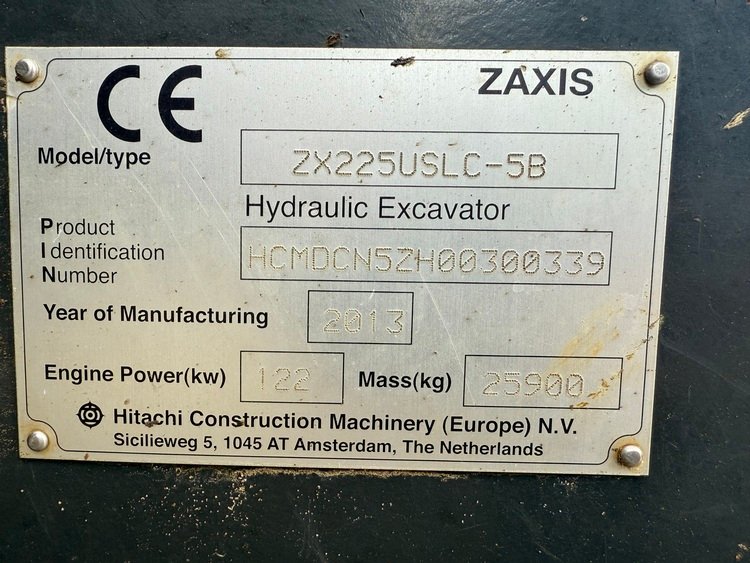 CE
ZAXIS
Model/type ZX225USLC-5B
Hydraulic Excavator
Product
Identification
Number
HCMDCN5ZH00300339
Year of Manufacturing 2013
Engine Power(kw) 122 Mass(kg) 25900
Hitachi Construction Machinery (Europe) N.V.
Sicilieweg 5, 1045 AT Amsterdam, The Netherlands